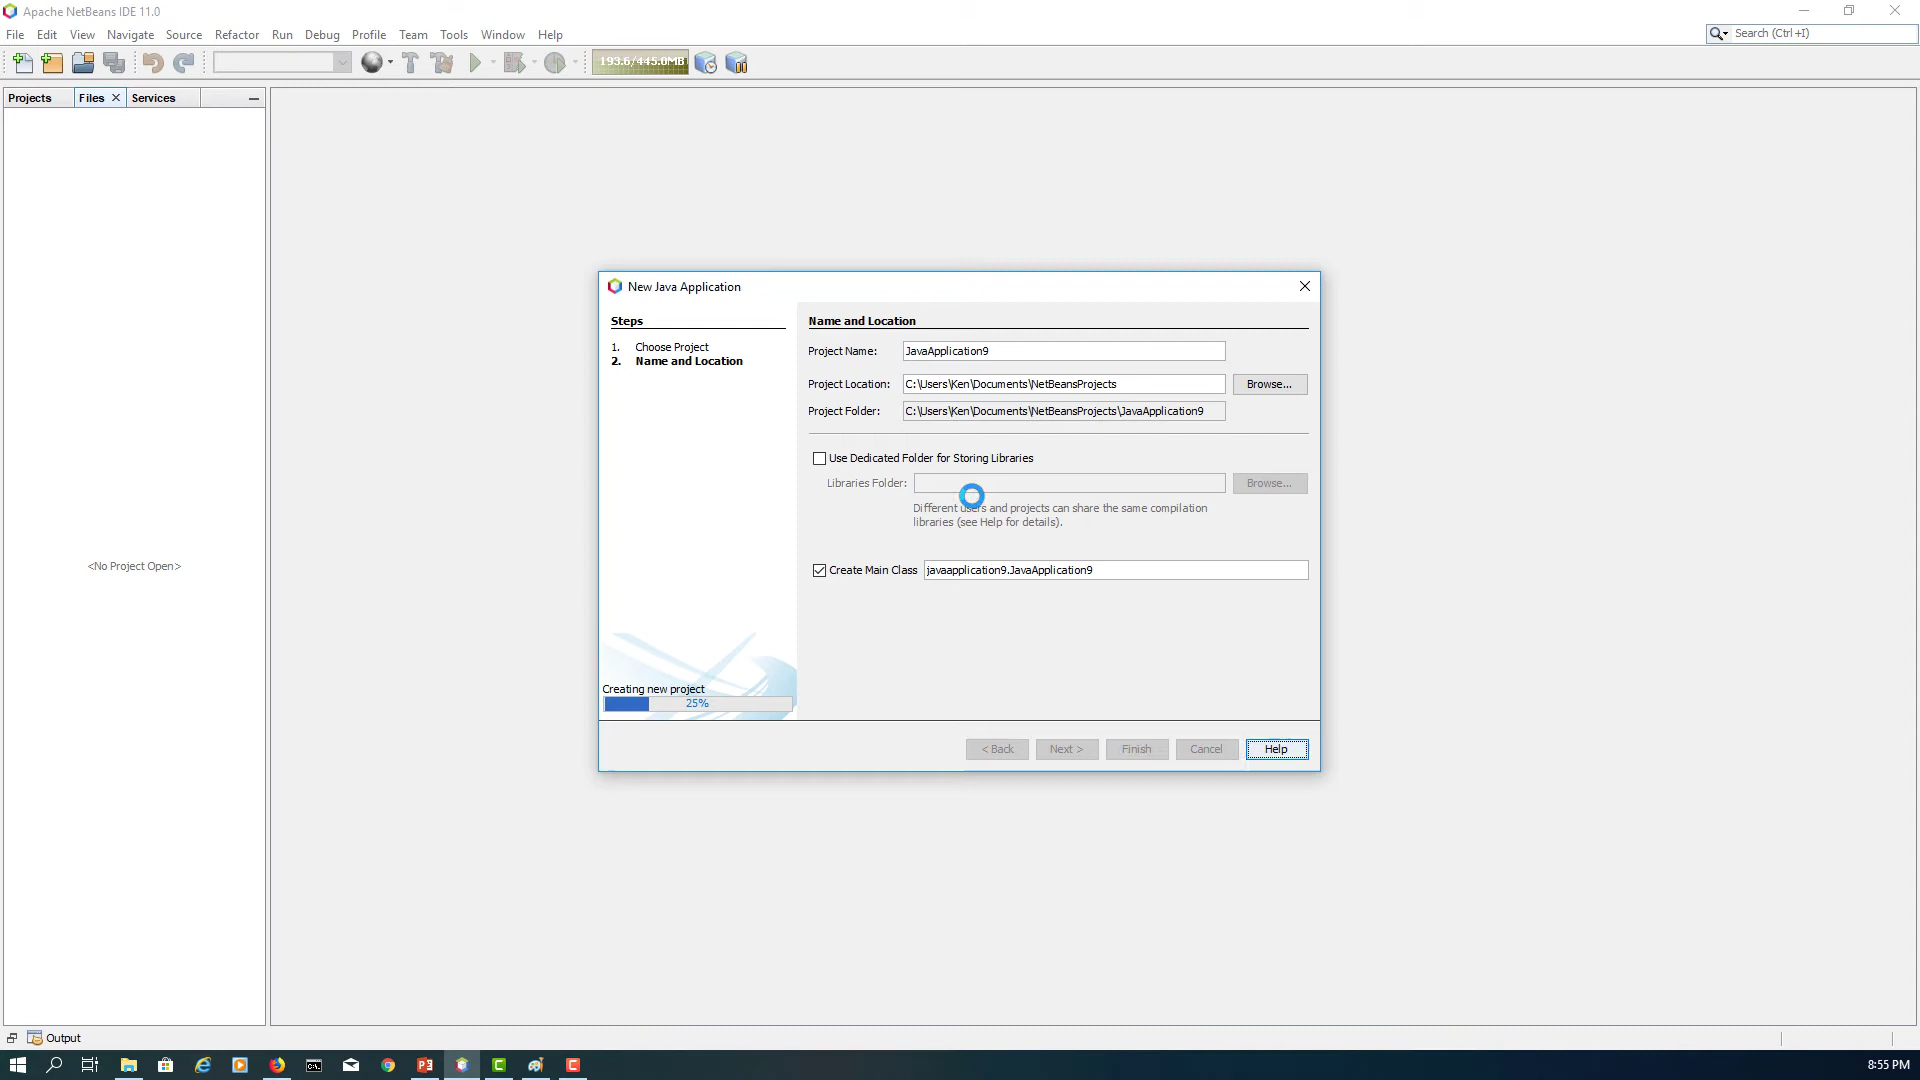 Apache NetBeans IDE 11.0
File Edit View Navigate Source Refactor Run Debug Profile Team Tools Window Help
Search (Ctrl+I)
193.6/445.0MB
Projects Files Services
<No Project Open>
New Java Application
Steps
1. Choose Project
2. Name and Location
Name and Location
Project Name: JavaApplication9
Project Location: C:\Users\Ken\Documents\NetBeansProjects Browse...
Project Folder: C:\Users\Ken\Documents\NetBeansProjects\JavaApplication9
Use Dedicated Folder for Storing Libraries
Libraries Folder: Browse...
Different users and projects can share the same compilation
libraries (see Help for details).
Create Main Class javaapplication9.JavaApplication9
Creating new project
25%
< Back Next > Finish Cancel Help
Output
8:55 PM